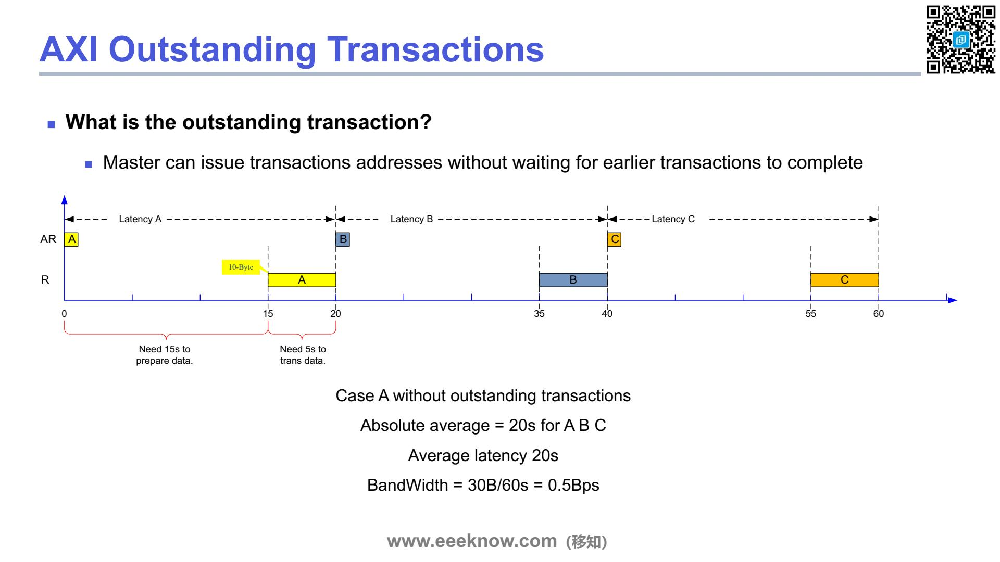 AXI Outstanding Transactions
What is the outstanding transaction?
Master can issue transactions addresses without waiting for earlier transactions to complete
Latency A
Latency B
Latency C
AR
A
B
C
10-Byte
R
A
B
C
0
15
20
35
40
55
60
Need 15s to
prepare data.
Need 5s to
trans data.
Case A without outstanding transactions
Absolute average = 20s for A B C
Average latency 20s
BandWidth = 30B/60s = 0.5Bps
www.eeeknow.com (移知)